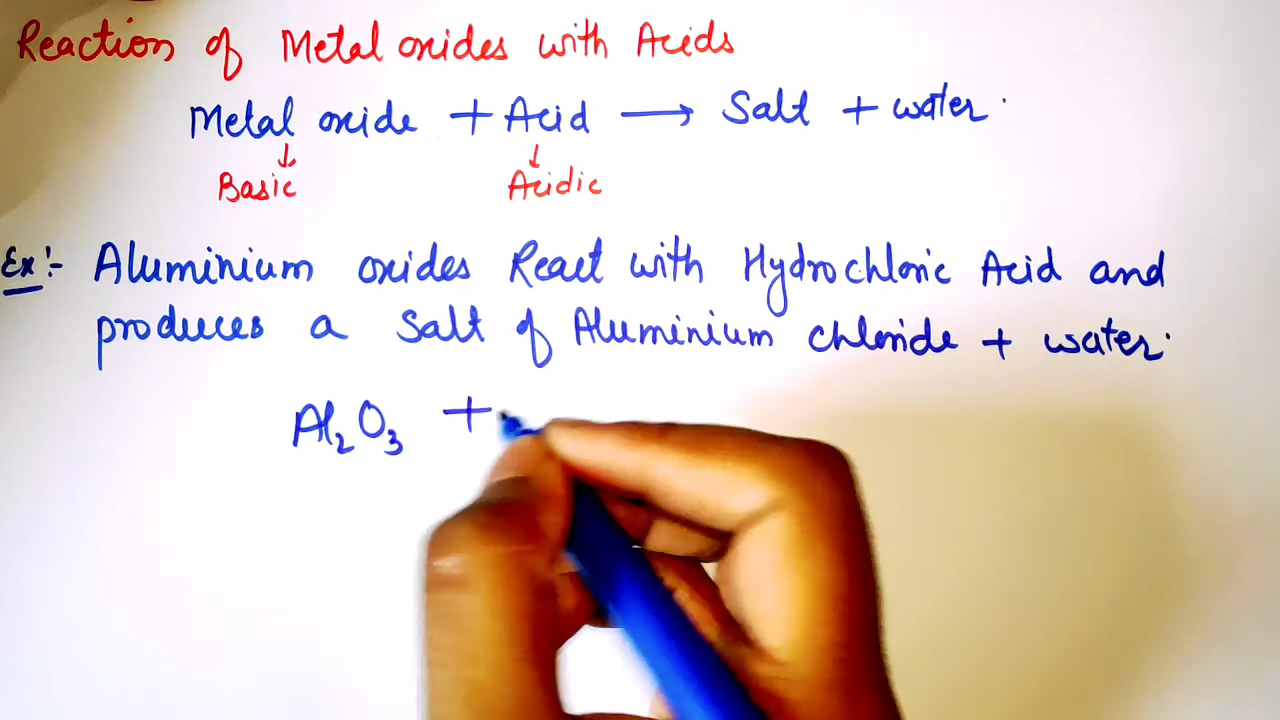 Reaction of Metal oxides with Acids
Metal oxide + Acid → Salt + water.
↓ ↓
Basic Acidic
Ex:- Aluminium oxides React with Hydrochloric Acid and
produces a Salt of Aluminium chloride + water.
Al₂O₃ +